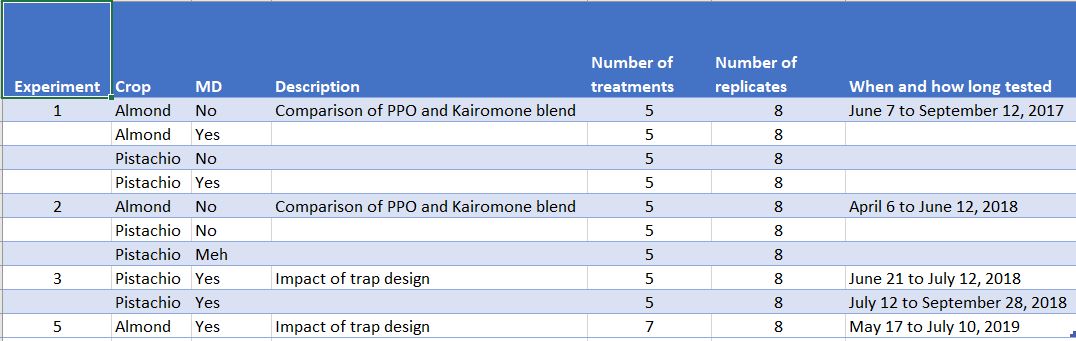 Experiment Crop MD Description Number of treatments Number of replicates When and how long tested
1 Almond No Comparison of PPO and Kairomone blend 5 8 June 7 to September 12, 2017
Almond Yes 5 8
Pistachio No 5 8
Pistachio Yes 5 8
2 Almond No Comparison of PPO and Kairomone blend 5 8 April 6 to June 12, 2018
Pistachio No 5 8
Pistachio Meh 5 8
3 Pistachio Yes Impact of trap design 5 8 June 21 to July 12, 2018
Pistachio Yes 5 8 July 12 to September 28, 2018
5 Almond Yes Impact of trap design 7 8 May 17 to July 10, 2019